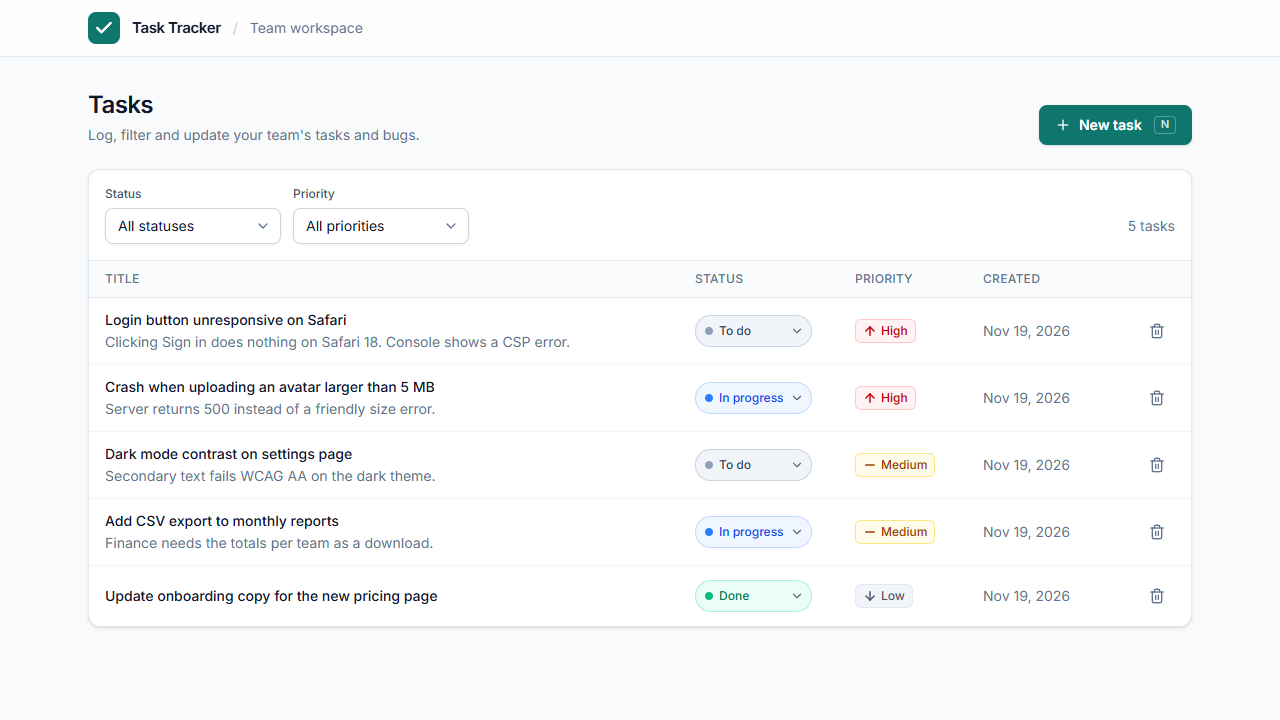 Task Tracker / Team workspace
Tasks
Log, filter and update your team's tasks and bugs.
New task N
Status
Priority
All statuses
All priorities
5 tasks
TITLE STATUS PRIORITY CREATED
Login button unresponsive on Safari
Clicking Sign in does nothing on Safari 18. Console shows a CSP error.
To do
High
Nov 19, 2026
Crash when uploading an avatar larger than 5 MB
Server returns 500 instead of a friendly size error.
In progress
High
Nov 19, 2026
Dark mode contrast on settings page
Secondary text fails WCAG AA on the dark theme.
To do
Medium
Nov 19, 2026
Add CSV export to monthly reports
Finance needs the totals per team as a download.
In progress
Medium
Nov 19, 2026
Update onboarding copy for the new pricing page
Done
Low
Nov 19, 2026